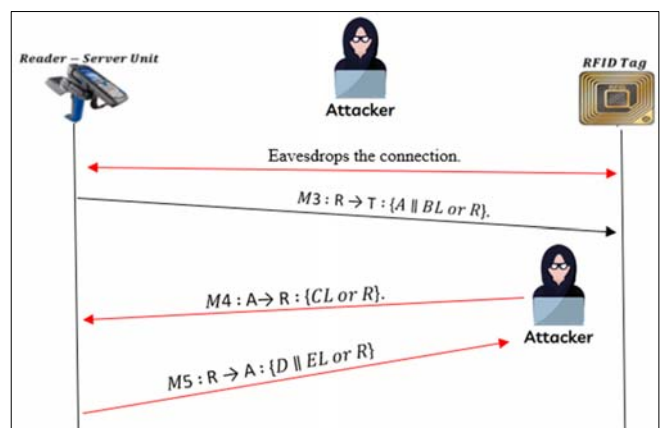 Reader – Server Unit
RFID Tag
Attacker
Eavesdrops the connection.
M3 : R → T : {A ∥ BL or R}.
M4 : A → R : {CL or R}.
Attacker
M5 : R → A : {D ∥ EL or R}